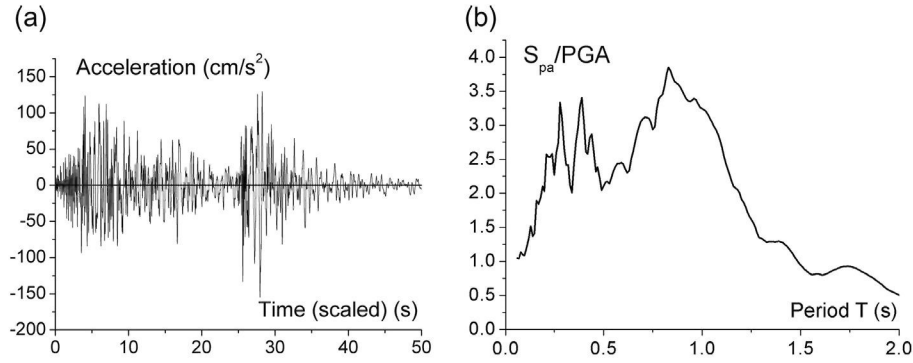 (a)
Acceleration (cm/s²)
150
100
50
0
-50
-100
-150
-200
0 10 20 30 40 50
Time (scaled) (s)
(b)
Sₚₐ/PGA
4.0
3.5
3.0
2.5
2.0
1.5
1.0
0.5
0.0
0.0 0.5 1.0 1.5 2.0
Period T (s)